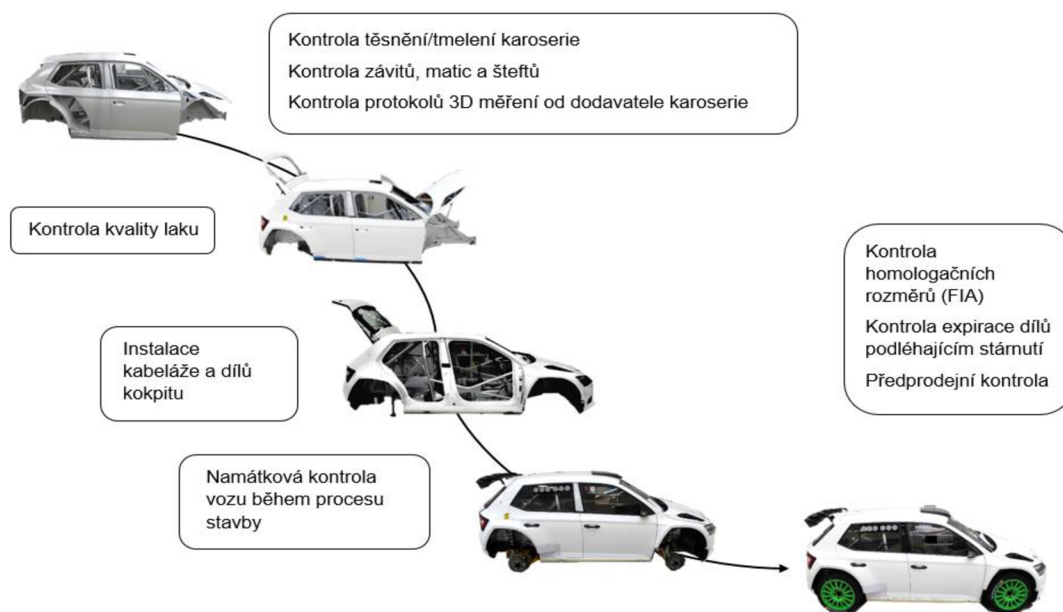 Kontrola těsnění/tmelení karoserie
Kontrola závitů, matic a šteftů
Kontrola protokolů 3D měření od dodavatele karoserie
Kontrola kvality laku
Kontrola
homologačních
rozměrů (FIA)
Kontrola expirace dílů
podléhajícím stárnutí
Předprodejní kontrola
Instalace
kabeláže a dílů
kokpitu
Namátková kontrola
vozu během procesu
stavby